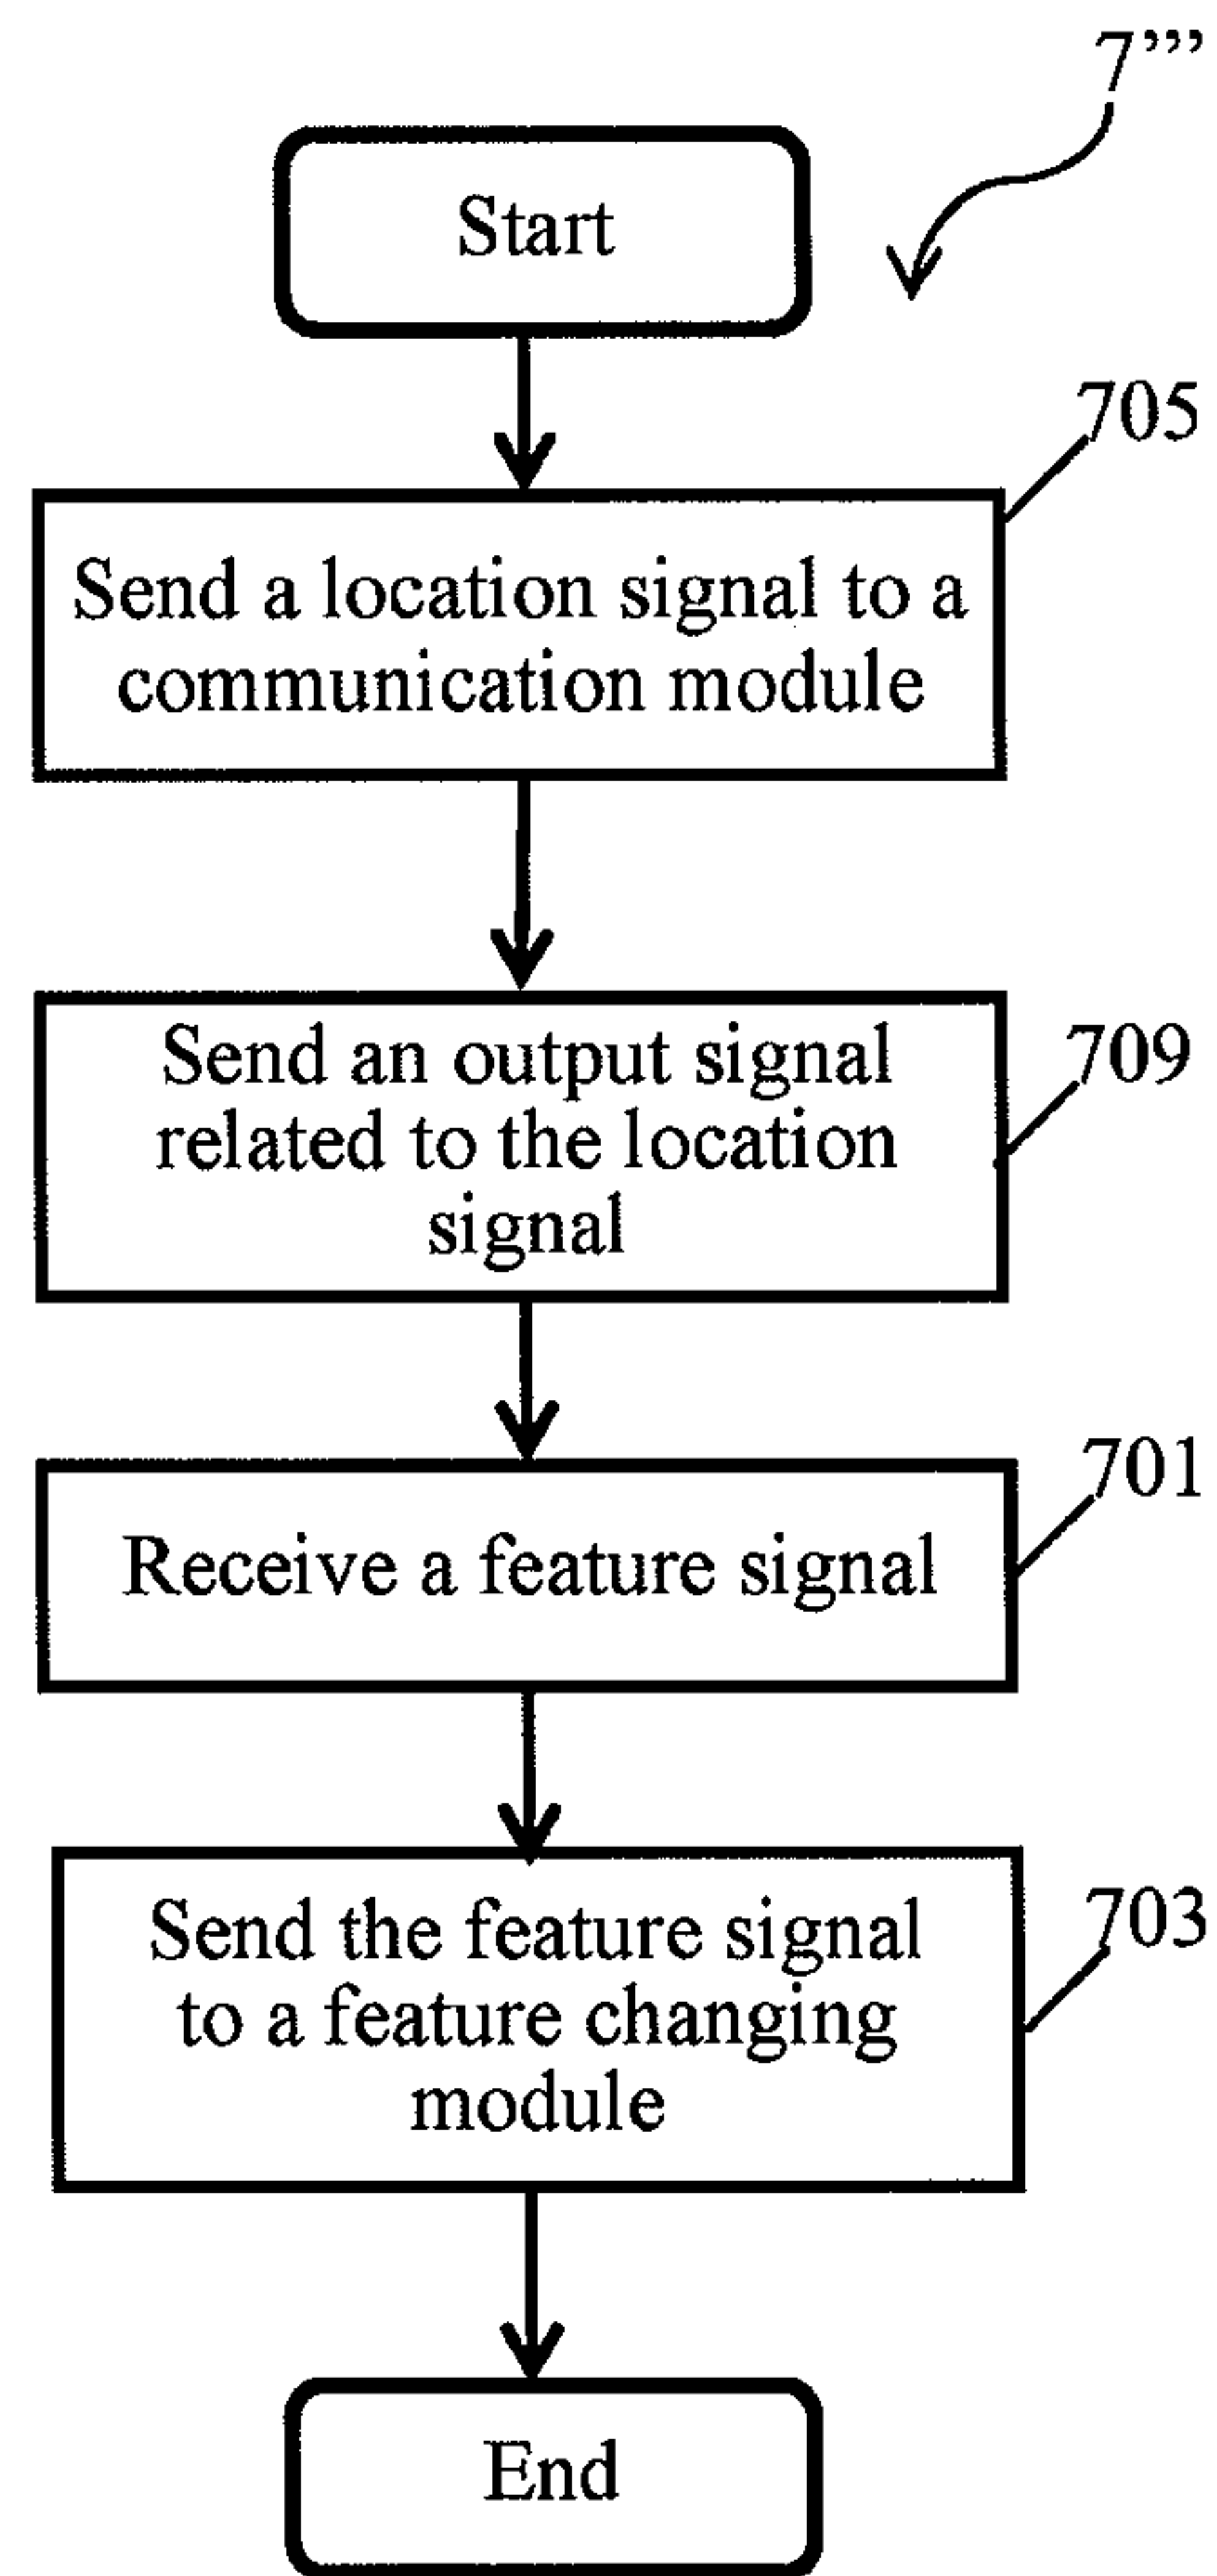 7’’’
Start
705
Send a location signal to a
communication module
709
Send an output signal
related to the location
signal
701
Receive a feature signal
703
Send the feature signal
to a feature changing
module
End